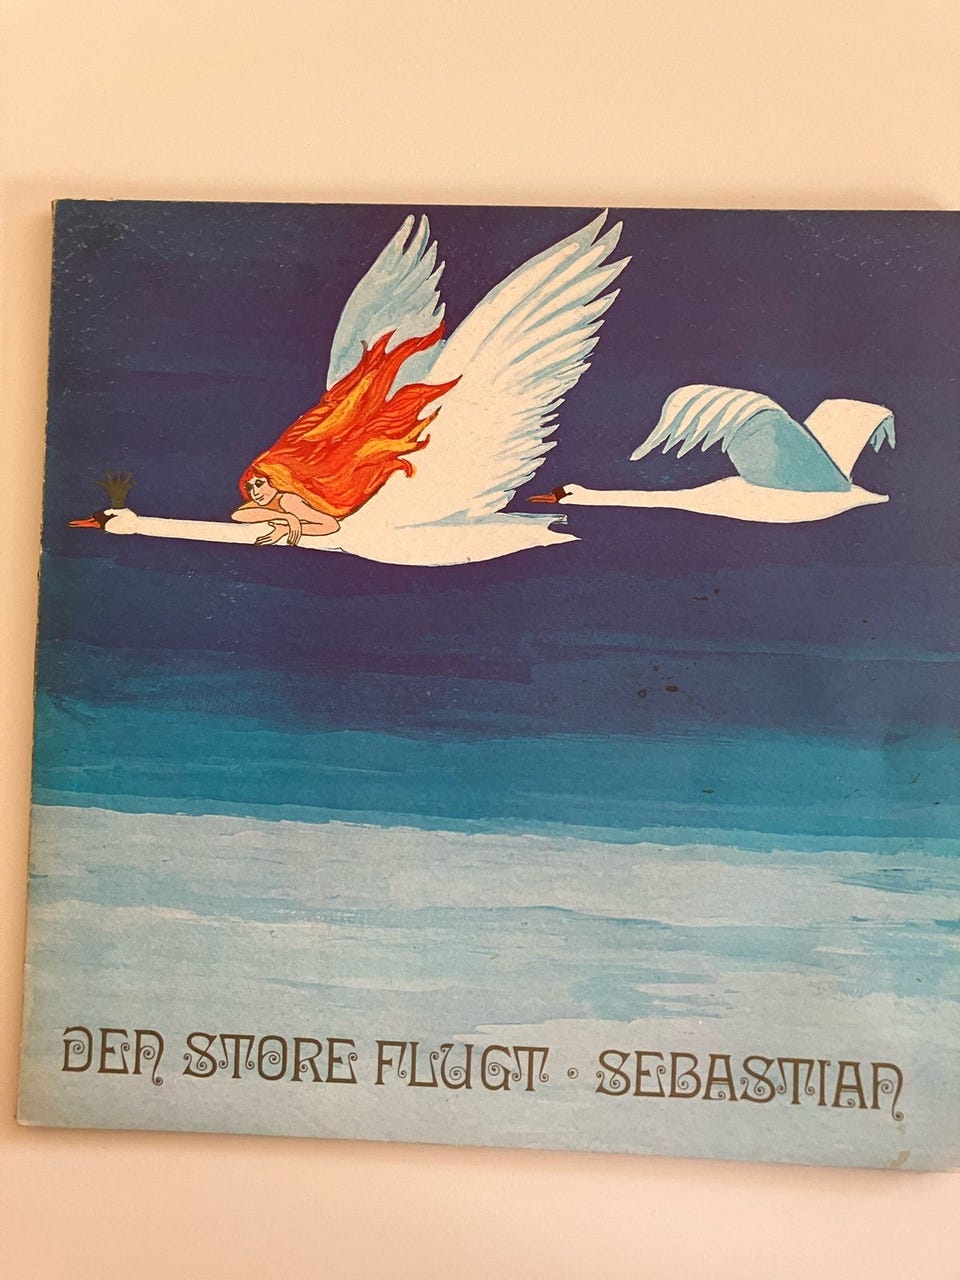 DEN STORE FLUGT · SEBASTIAN